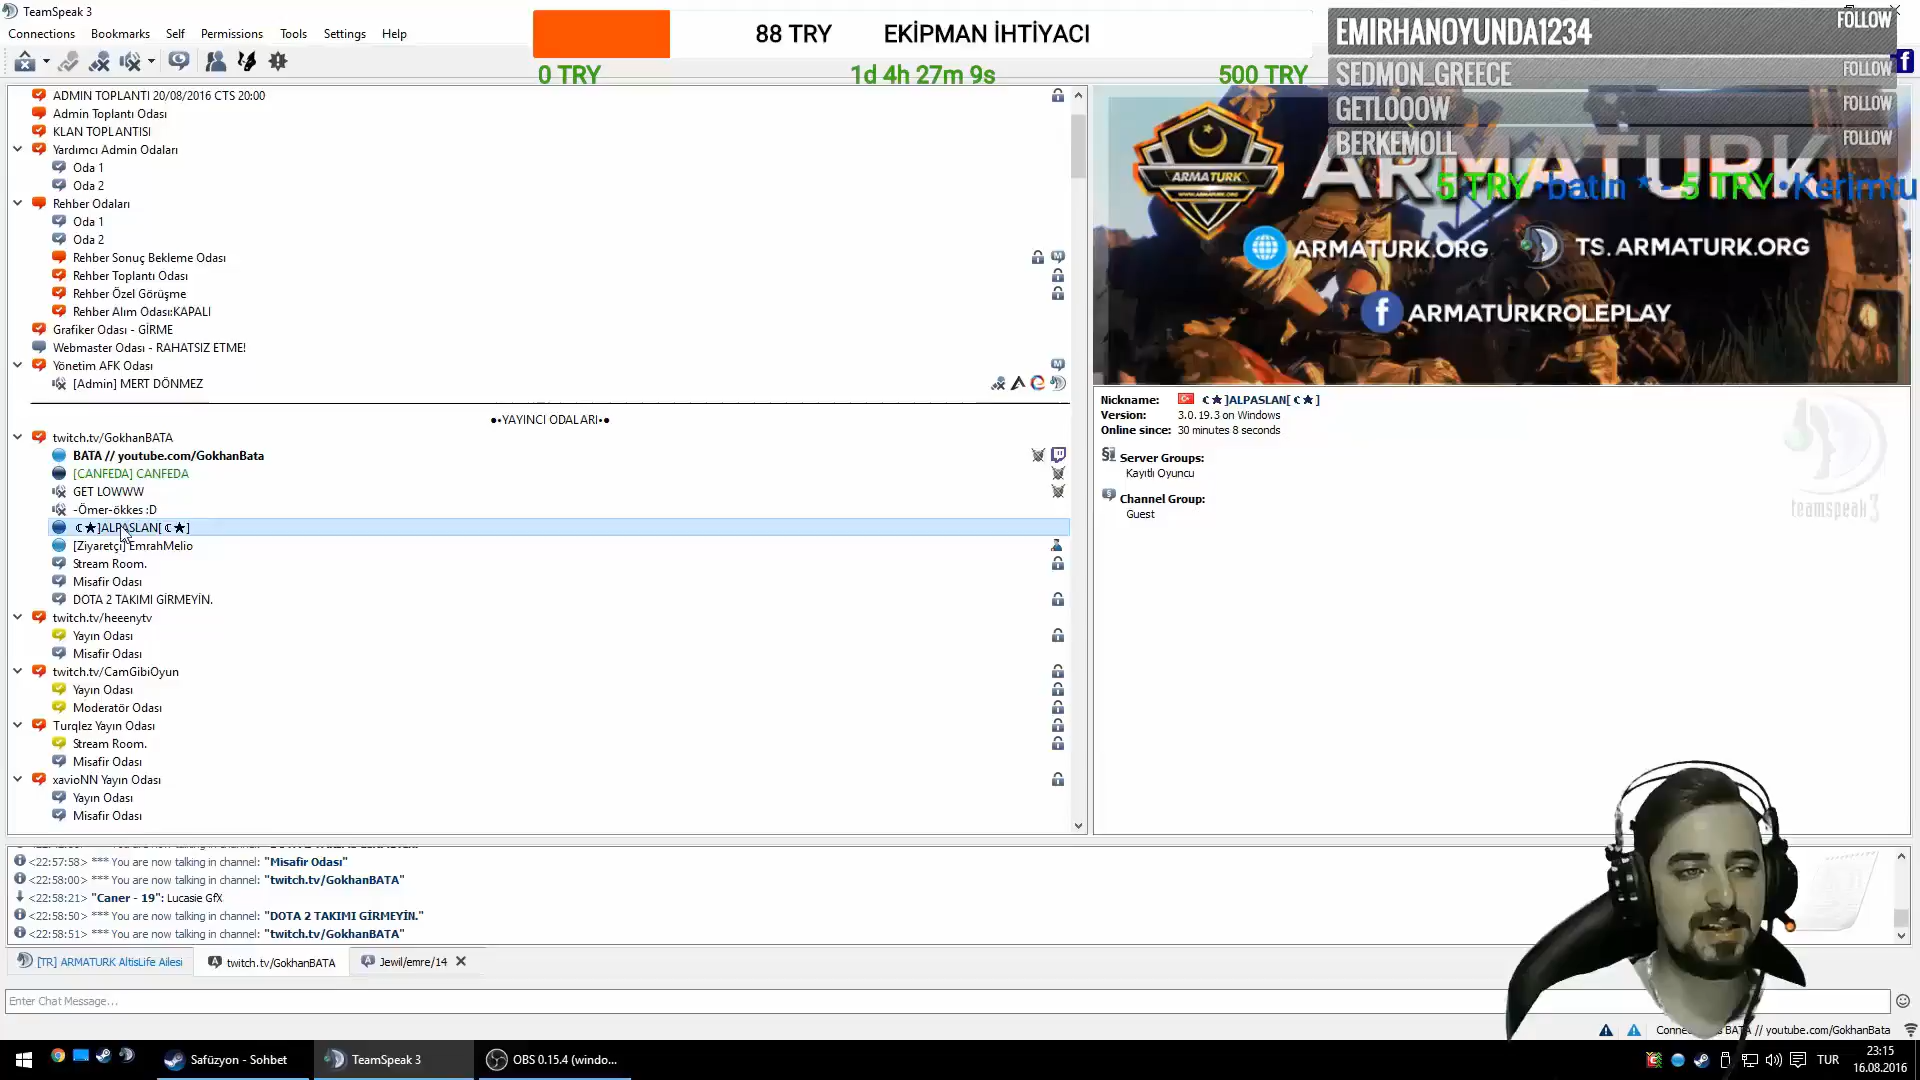 TeamSpeak 3
Connections Bookmarks Self Permissions Tools Settings Help
88 TRY EKİPMAN İHTİYACI
0 TRY 1d 4h 27m 9s 500 TRY
EMIRHANOYUNDA1234 FOLLOW
SEDMON_GREECE FOLLOW
GETLOOOW FOLLOW
BERKEMOLL FOLLOW
5 TRY•batin * - 5 TRY•Kerimtu
ARMATURK
ARMATURK
WWW.ARMATURK.ORG
ARMATURK.ORG TS.ARMATURK.ORG
ARMATURKROLEPLAY
ADMIN TOPLANTI 20/08/2016 CTS 20:00
Admin Toplantı Odası
KLAN TOPLANTISI
Yardımcı Admin Odaları
Oda 1
Oda 2
Rehber Odaları
Oda 1
Oda 2
Rehber Sonuç Bekleme Odası
Rehber Toplantı Odası
Rehber Özel Görüşme
Rehber Alım Odası:KAPALI
Grafiker Odası - GİRME
Webmaster Odası - RAHATSIZ ETME!
Yönetim AFK Odası
[Admin] MERT DÖNMEZ
●•YAYINCI ODALARI•●
twitch.tv/GokhanBATA
BATA // youtube.com/GokhanBata
[CANFEDA] CANFEDA
GET LOWWW
-Ömer-ökkes :D
☾★]ALPASLAN[☾★]
[Ziyaretçi] EmrahMelio
Stream Room.
Misafir Odası
DOTA 2 TAKIMI GİRMEYİN.
twitch.tv/heeenytv
Yayın Odası
Misafir Odası
twitch.tv/CamGibiOyun
Yayın Odası
Moderatör Odası
Turqlez Yayın Odası
Stream Room.
Misafir Odası
xavioNN Yayın Odası
Yayın Odası
Misafir Odası
Nickname: ☾★]ALPASLAN[☾★]
Version: 3.0.19.3 on Windows
Online since: 30 minutes 8 seconds
Server Groups:
Kayıtlı Oyuncu
Channel Group:
Guest
teamspeak3
<22:57:58> *** You are now talking in channel: "Misafir Odası"
<22:58:00> *** You are now talking in channel: "twitch.tv/GokhanBATA"
<22:58:21> "Caner - 19": Lucasie GfX
<22:58:50> *** You are now talking in channel: "DOTA 2 TAKIMI GİRMEYİN."
<22:58:51> *** You are now talking in channel: "twitch.tv/GokhanBATA"
[TR] ARMATURK AltisLife Ailesi twitch.tv/GokhanBATA Jewil/emre/14
Enter Chat Message...
BATA // youtube.com/GokhanBata
Safüzyon - Sohbet TeamSpeak 3 OBS 0.15.4 (windo...
TUR 23:15
16.08.2016